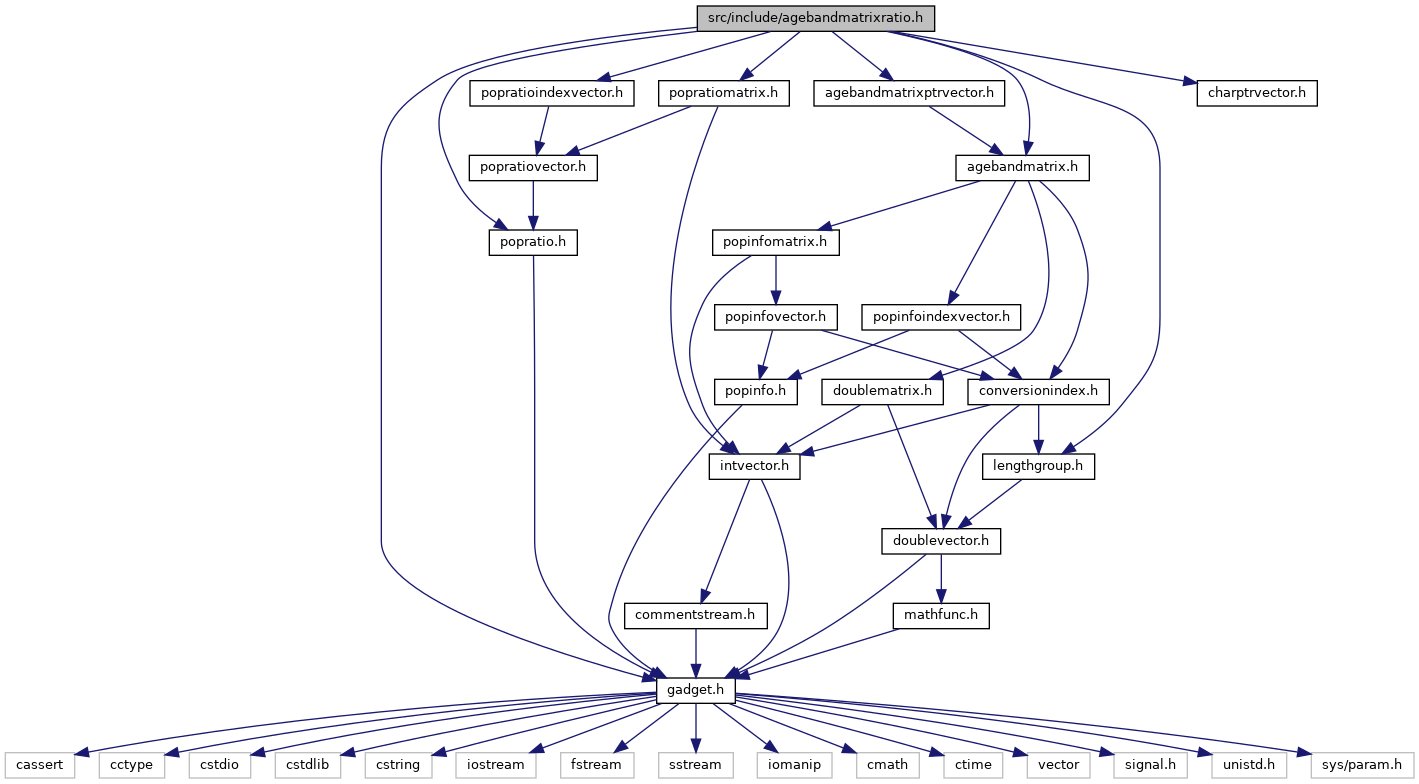 src/include/agebandmatrixratio.h
popratioindexvector.h
popratiomatrix.h
agebandmatrixptrvector.h
charptrvector.h
popratiovector.h
agebandmatrix.h
popratio.h
popinfomatrix.h
popinfovector.h
popinfoindexvector.h
popinfo.h
doublematrix.h
conversionindex.h
intvector.h
lengthgroup.h
doublevector.h
commentstream.h
mathfunc.h
gadget.h
cassert
cctype
cstdio
cstdlib
cstring
iostream
fstream
sstream
iomanip
cmath
ctime
vector
signal.h
unistd.h
sys/param.h